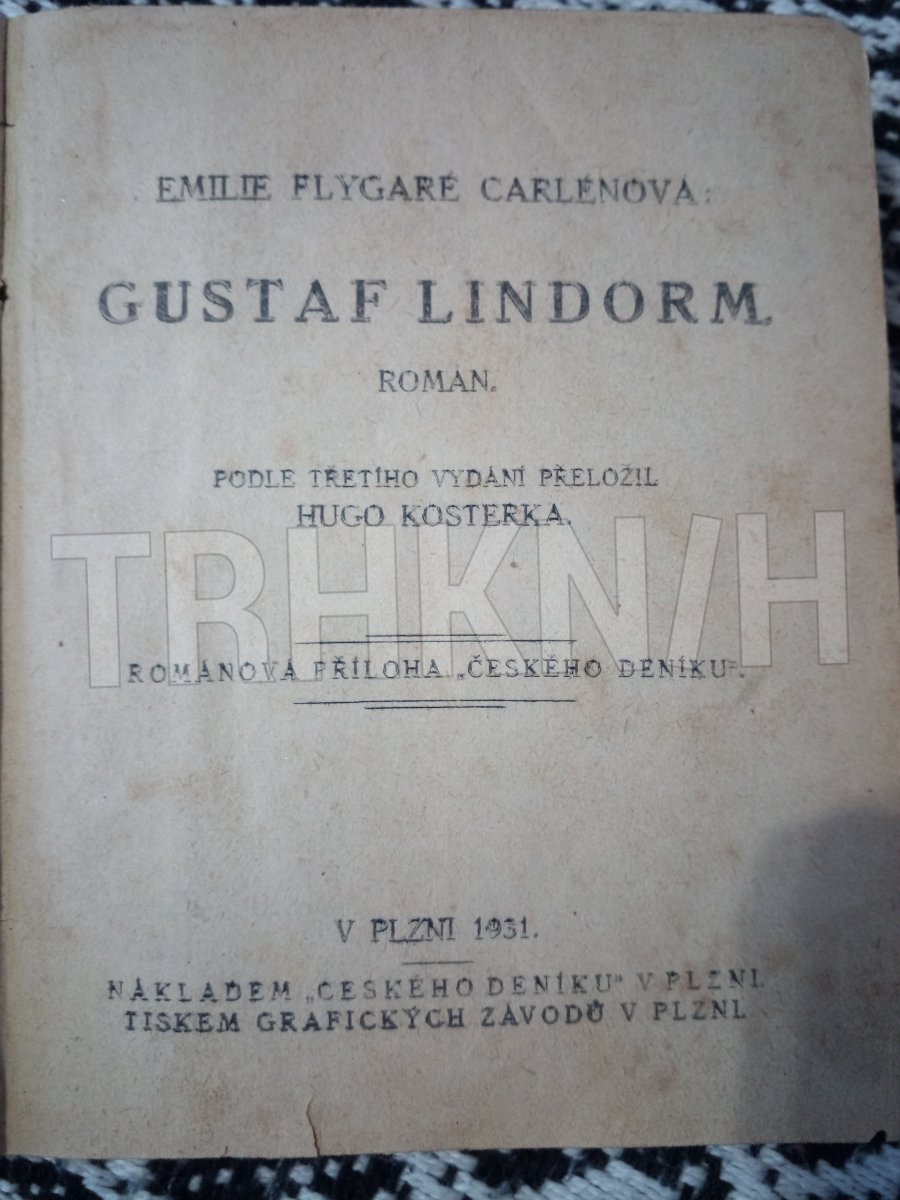 EMILIE FLYGARÉ CARLÉNOVÁ:
GUSTAF LINDORM.
ROMAN.
PODLE TŘETÍHO VYDÁNÍ PŘELOŽIL
HUGO KOSTERKA.
TRHKNIH
ROMÁNOVÁ PŘÍLOHA „ČESKÉHO DENÍKU“.
V PLZNI 1931.
NÁKLADEM „ČESKÉHO DENÍKU“ V PLZNI.
TISKEM GRAFICKÝCH ZÁVODŮ V PLZNI.